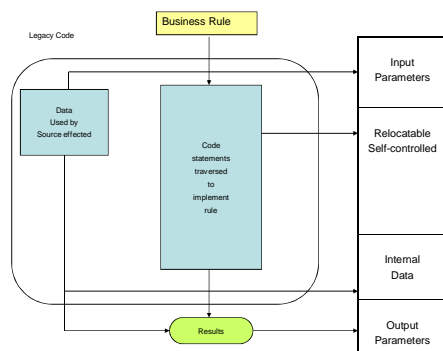 Business Rule
Legacy Code
Data
Used by
Source effected
Code
statements
traversed
to
implement
rule
Results
Input
Parameters
Relocatable
Self-controlled
Internal
Data
Output
Parameters